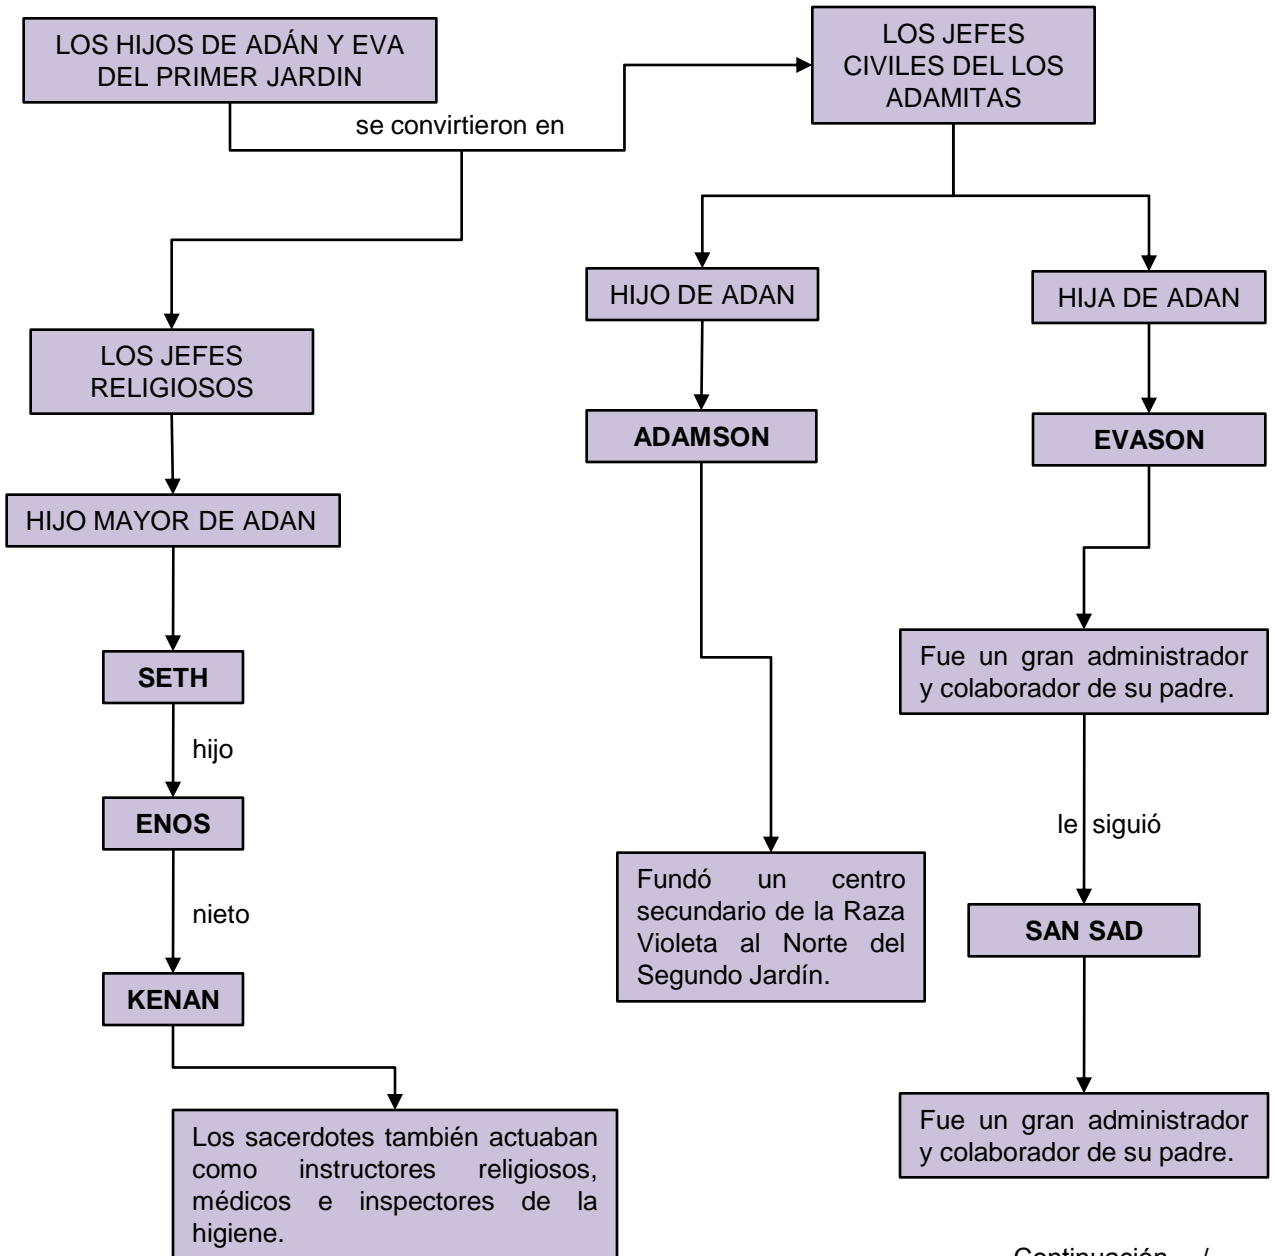 LOS HIJOS DE ADÁN Y EVA
DEL PRIMER JARDIN
se convirtieron en
LOS JEFES
CIVILES DEL LOS
ADAMITAS
HIJO DE ADAN
HIJA DE ADAN
LOS JEFES
RELIGIOSOS
ADAMSON
EVASON
HIJO MAYOR DE ADAN
SETH
Fue un gran administrador
y colaborador de su padre.
hijo
ENOS
le siguió
Fundó un centro
secundario de la Raza
Violeta al Norte del
Segundo Jardín.
nieto
SAN SAD
KENAN
Los sacerdotes también actuaban
como instructores religiosos,
médicos e inspectores de la
higiene.
Fue un gran administrador
y colaborador de su padre.
Continuación /